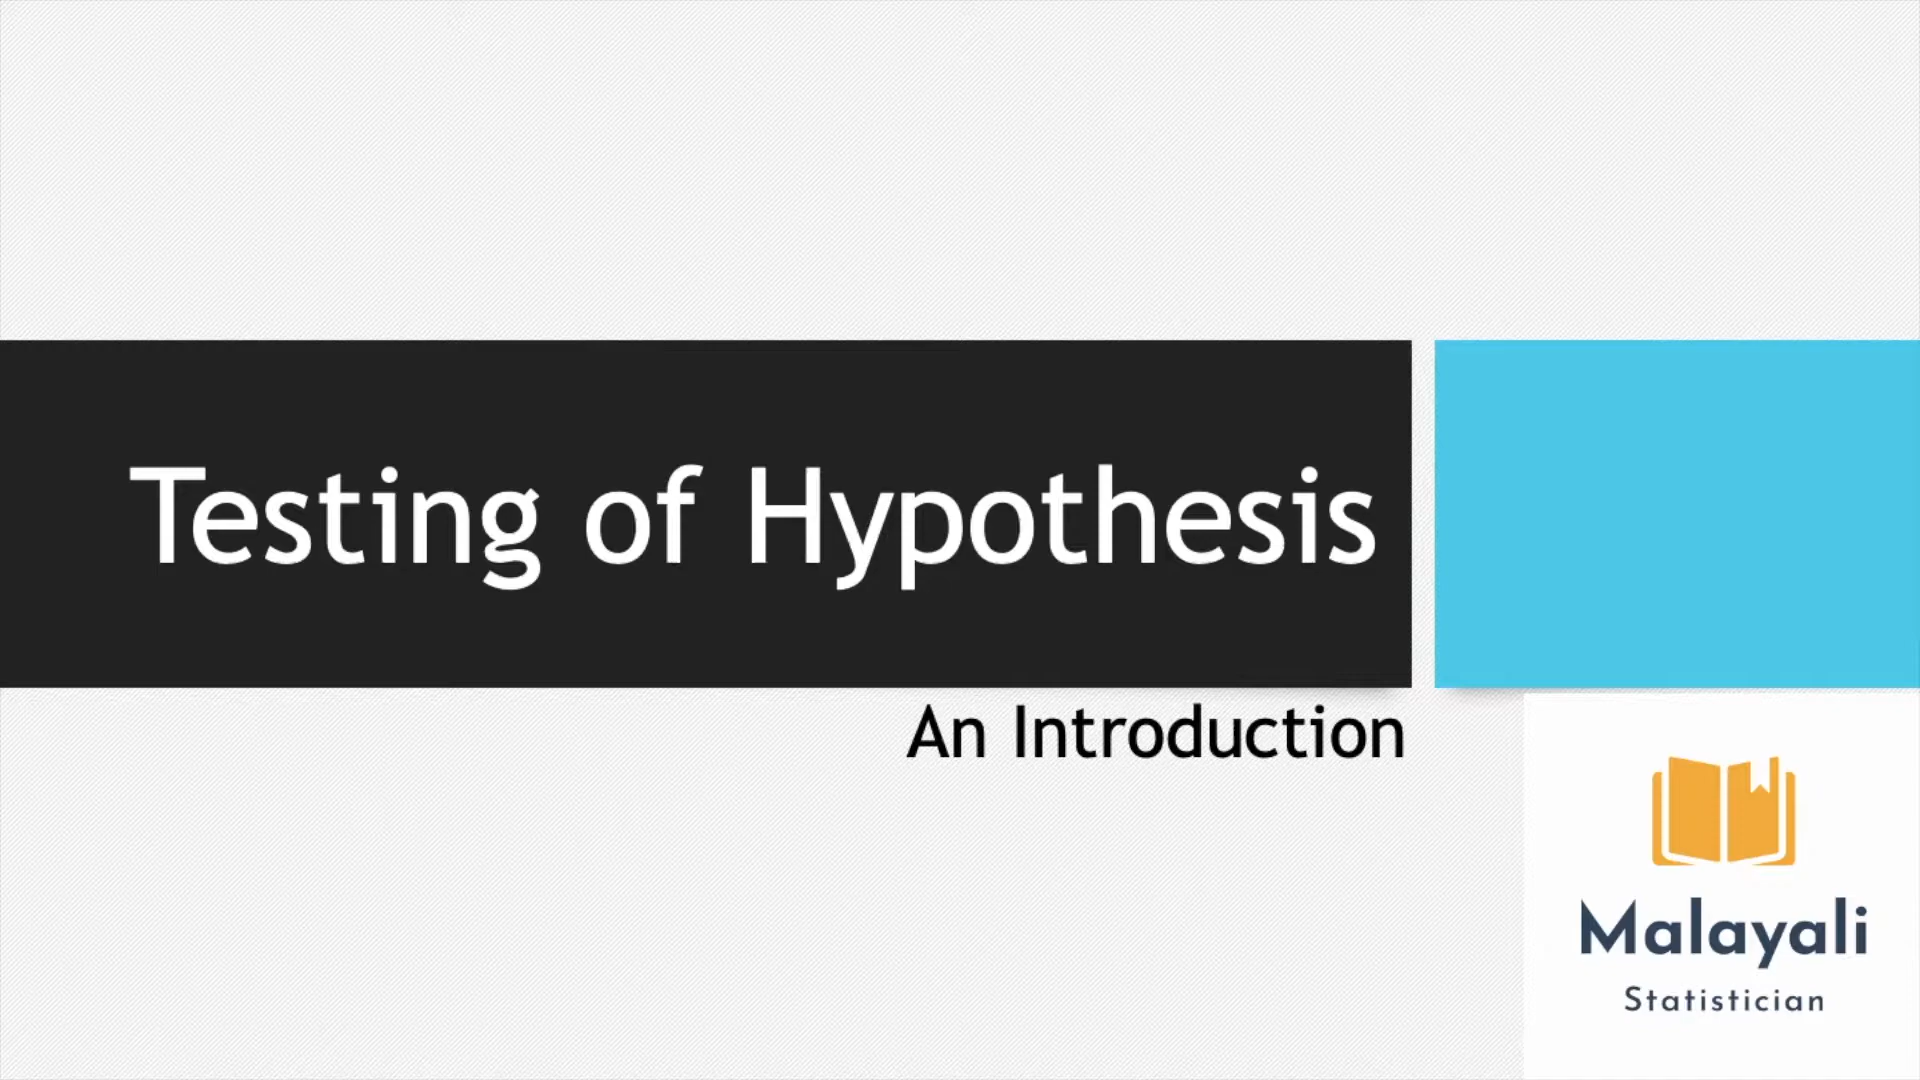 Testing of Hypothesis
An Introduction
Malayali
Statistician